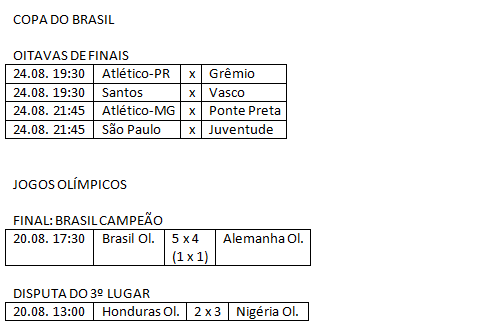 COPA DO BRASIL
OITAVAS DE FINAIS
24.08. 19:30 Atlético-PR x Grêmio
24.08. 19:30 Santos x Vasco
24.08. 21:45 Atlético-MG x Ponte Preta
24.08. 21:45 São Paulo x Juventude
JOGOS OLÍMPICOS
FINAL: BRASIL CAMPEÃO
20.08. 17:30 Brasil Ol. 5 x 4 Alemanha Ol.
(1 x 1)
DISPUTA DO 3º LUGAR
20.08. 13:00 Honduras Ol. 2 x 3 Nigéria Ol.